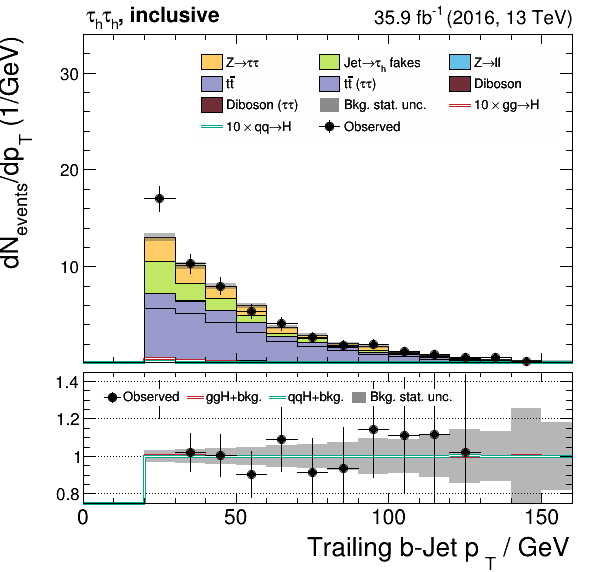 τhτh, inclusive 35.9 fb⁻¹ (2016, 13 TeV)
dNevents/dpT (1/GeV)
30
20
10
Z→ττ Jet→τh fakes Z→ll
tt̄ tt̄ (ττ) Diboson
Diboson (ττ) Bkg. stat. unc. 10 × gg→H
10 × qq→H Observed
1.4
1.2
1
0.8
Observed ggH+bkg. qqH+bkg. Bkg. stat. unc.
0 50 100 150
Trailing b-Jet pT / GeV